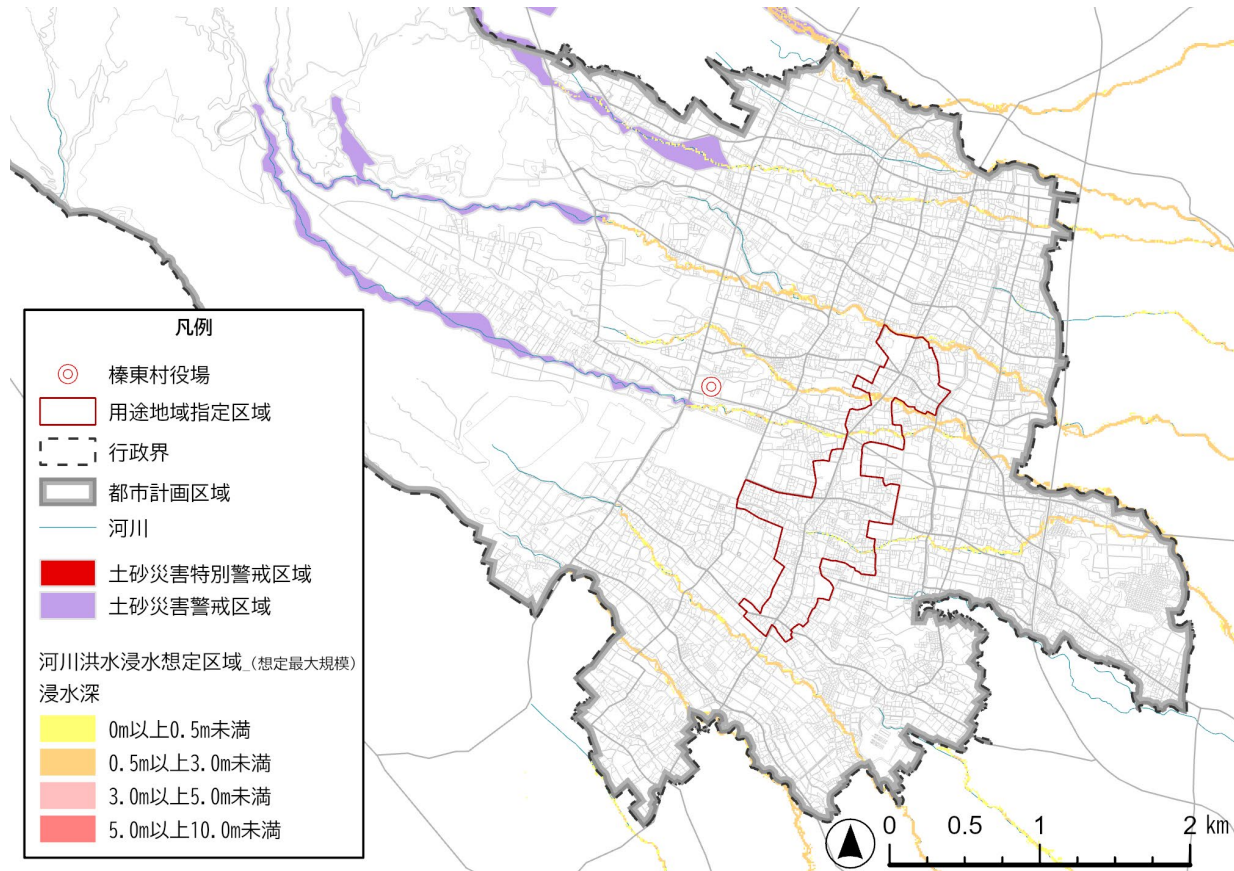 凡例
榛東村役場
用途地域指定区域
行政界
都市計画区域
河川
土砂災害特別警戒区域
土砂災害警戒区域
河川洪水浸水想定区域_(想定最大規模)
浸水深
0m以上0.5m未満
0.5m以上3.0m未満
3.0m以上5.0m未満
5.0m以上10.0m未満
0 0.5 1 2 km